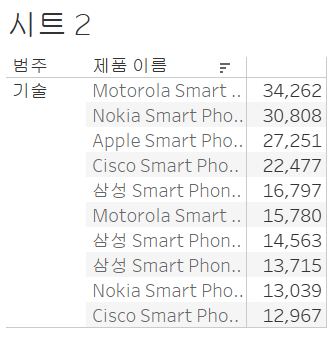 시트 2
범주 제품 이름
기술 Motorola Smart .. 34,262
Nokia Smart Pho.. 30,808
Apple Smart Pho.. 27,251
Cisco Smart Pho.. 22,477
삼성 Smart Phon.. 16,797
Motorola Smart .. 15,780
삼성 Smart Phon.. 14,563
삼성 Smart Phon.. 13,715
Nokia Smart Pho.. 13,039
Cisco Smart Pho.. 12,967